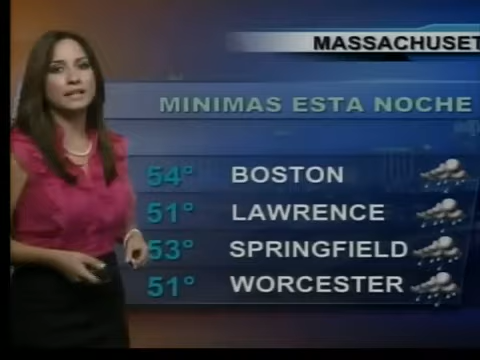 MASSACHUSET
MINIMAS ESTA NOCHE
54° BOSTON
51° LAWRENCE
53° SPRINGFIELD
51° WORCESTER